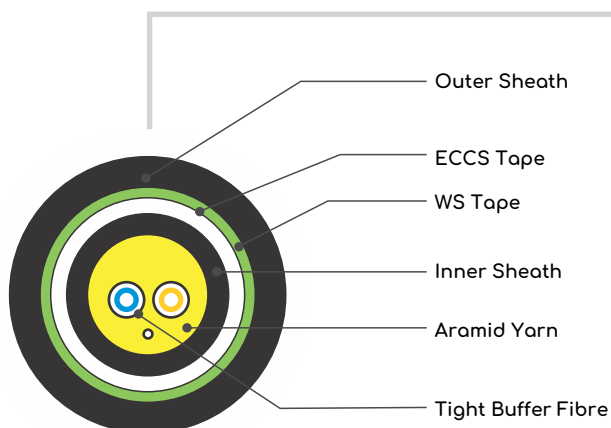 Outer Sheath
ECCS Tape
WS Tape
Inner Sheath
Aramid Yarn
Tight Buffer Fibre